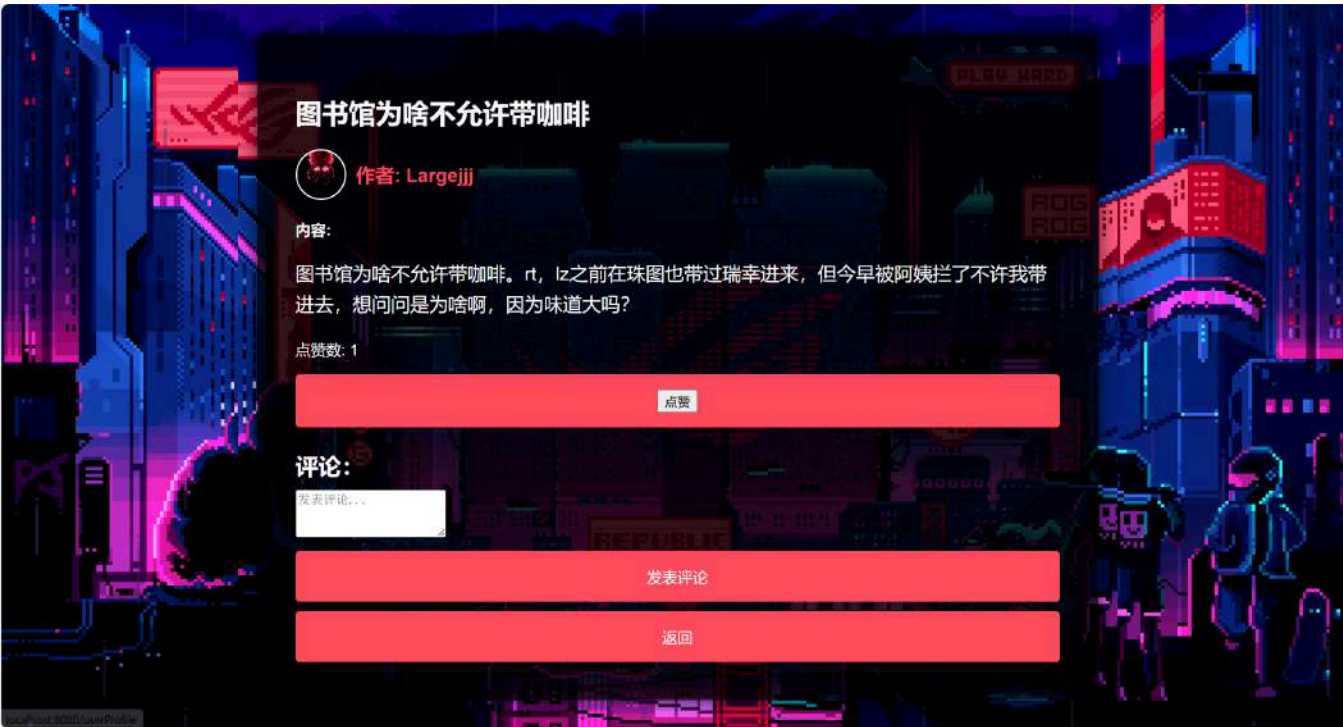 PLAY HARD
图书馆为啥不允许带咖啡
作者: Largejjj
ROG
ROG
内容:
图书馆为啥不允许带咖啡。rt，lz之前在珠图也带过瑞幸进来，但今早被阿姨拦了不许我带
进去，想问问是为啥啊，因为味道大吗？
点赞数: 1
点赞
评论：
发表评论...
REPUBLIC
发表评论
返回
localhost:8080/userProfile